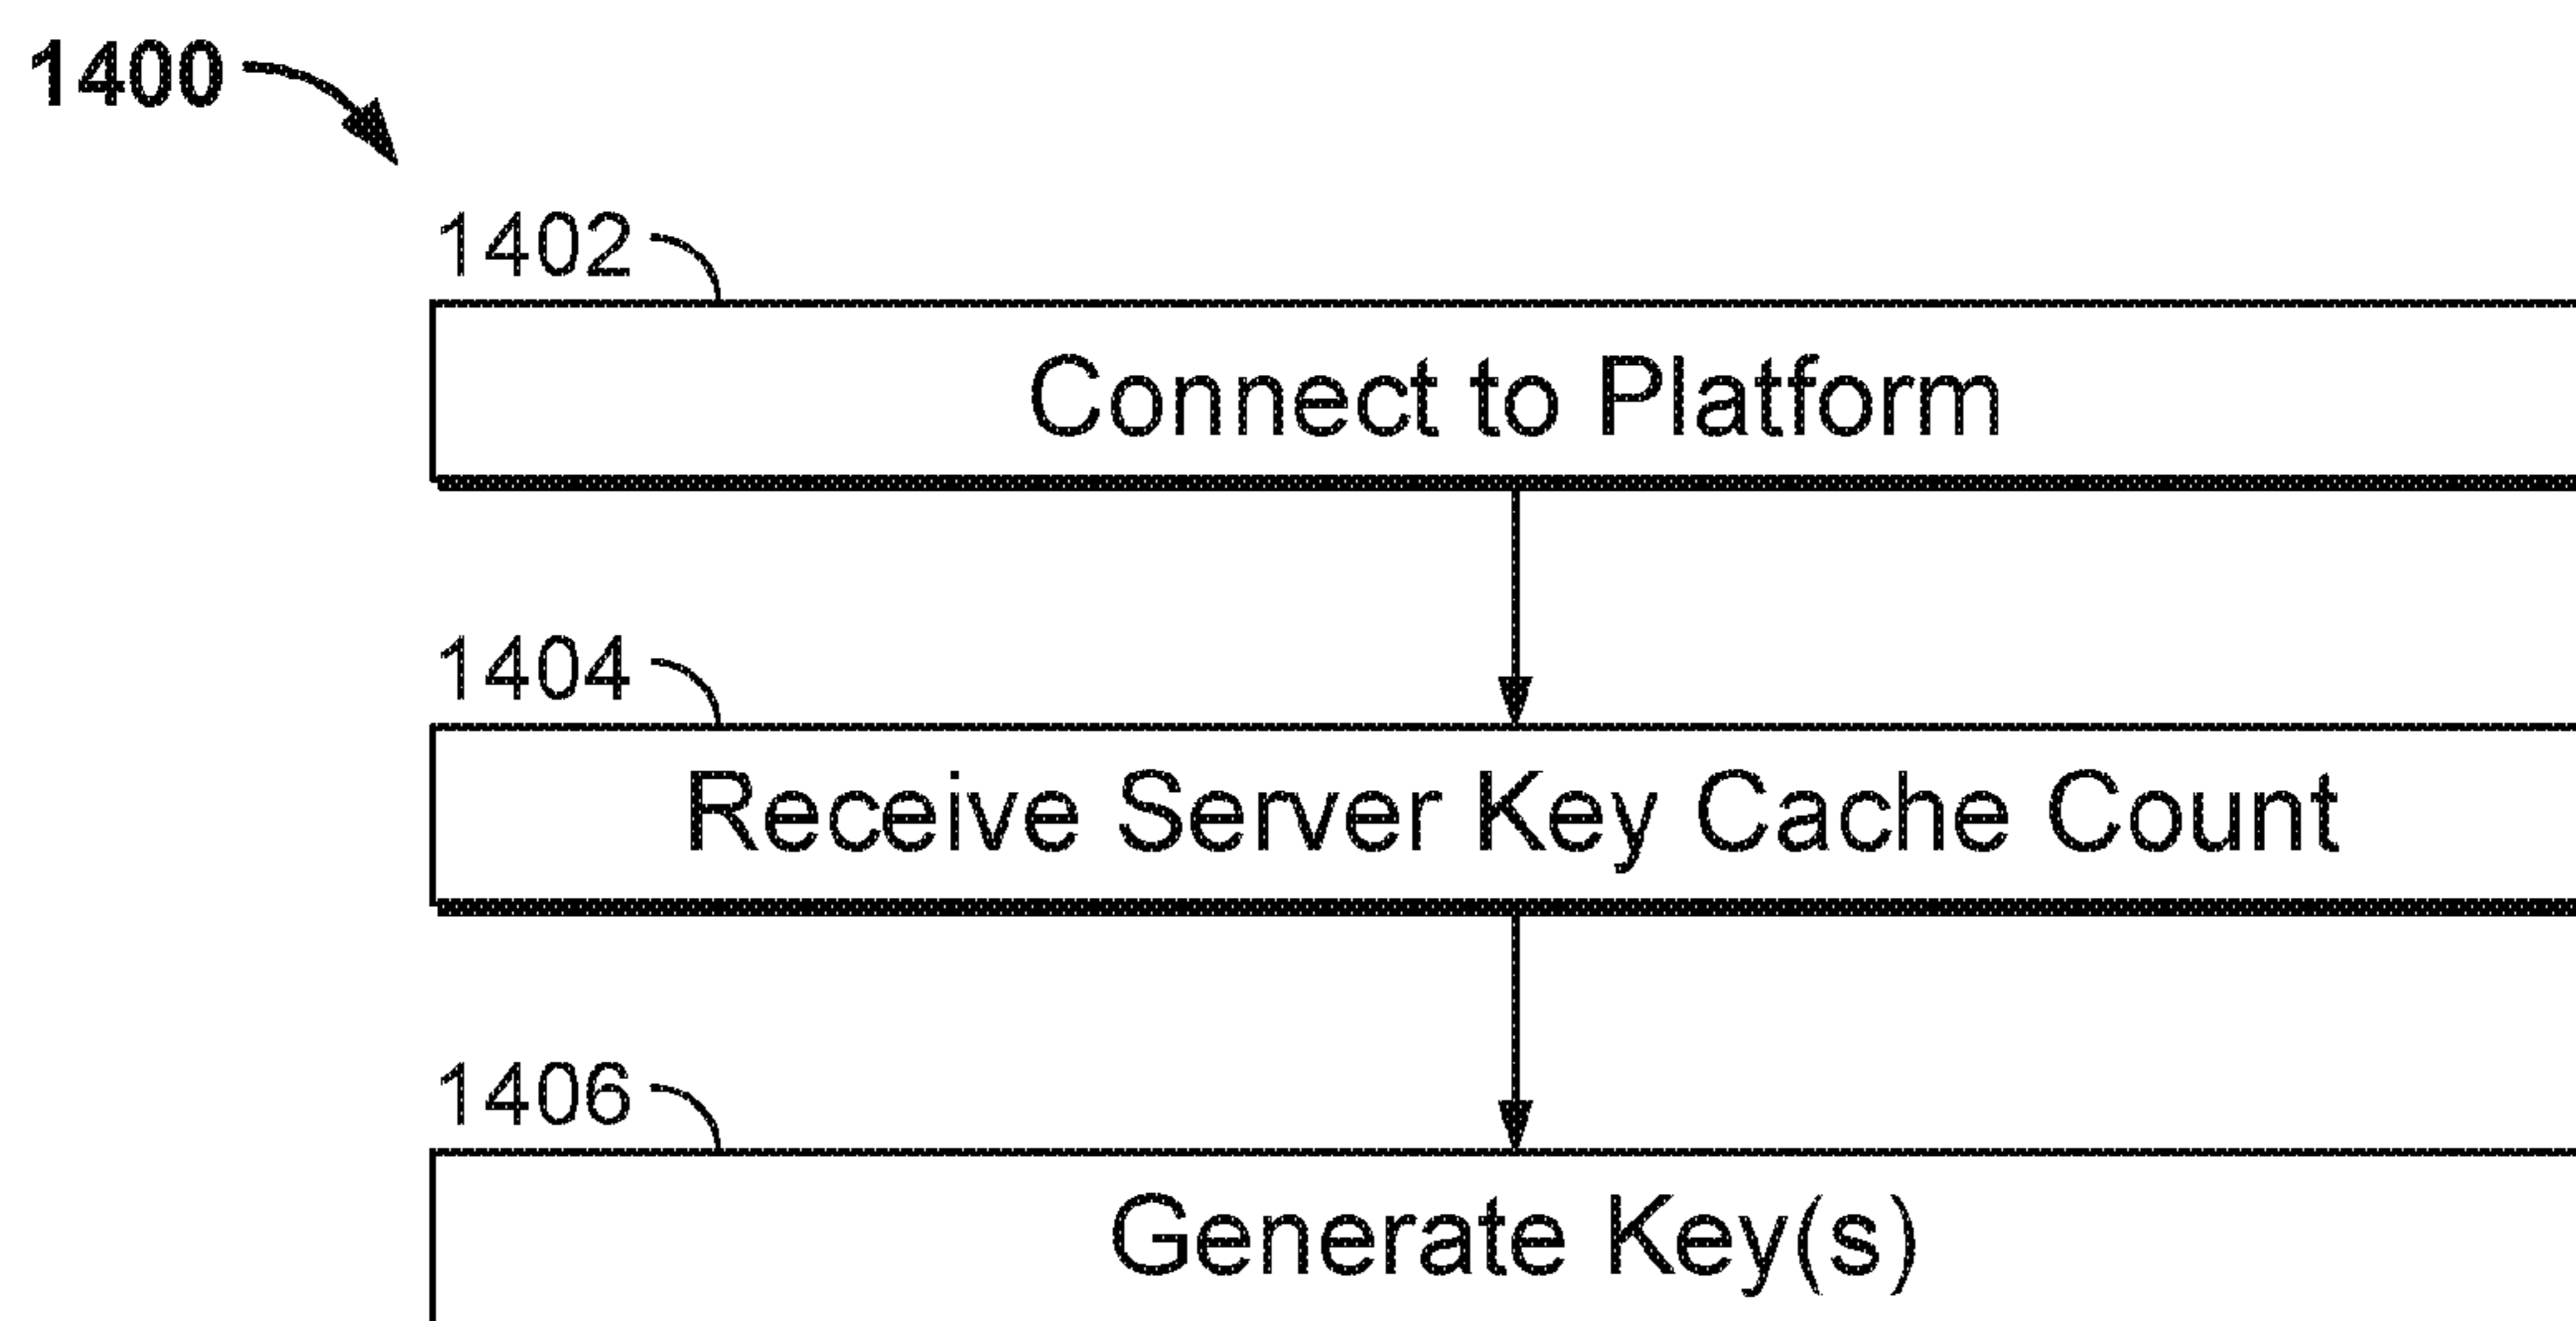 1400
1402
Connect to Platform
1404
Receive Server Key Cache Count
1406
Generate Key(s)